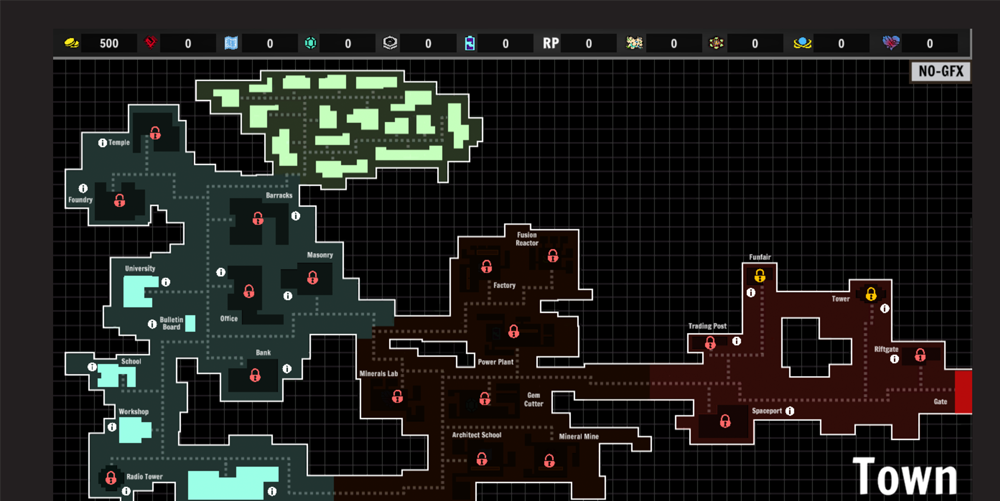 500 0 0 0 0 0 RP 0 0 0 0 0
NO-GFX
Temple
Foundry
Barracks
Fusion
Reactor
Masonry
Funfair
University
Factory
Tower
Office
Bulletin
Board
Trading Post
Riftgate
Bank
School
Power Plant
Minerals Lab
Gem
Cutter
Gate
Workshop
Spaceport
Architect School
Mineral Mine
Radio Tower
Town